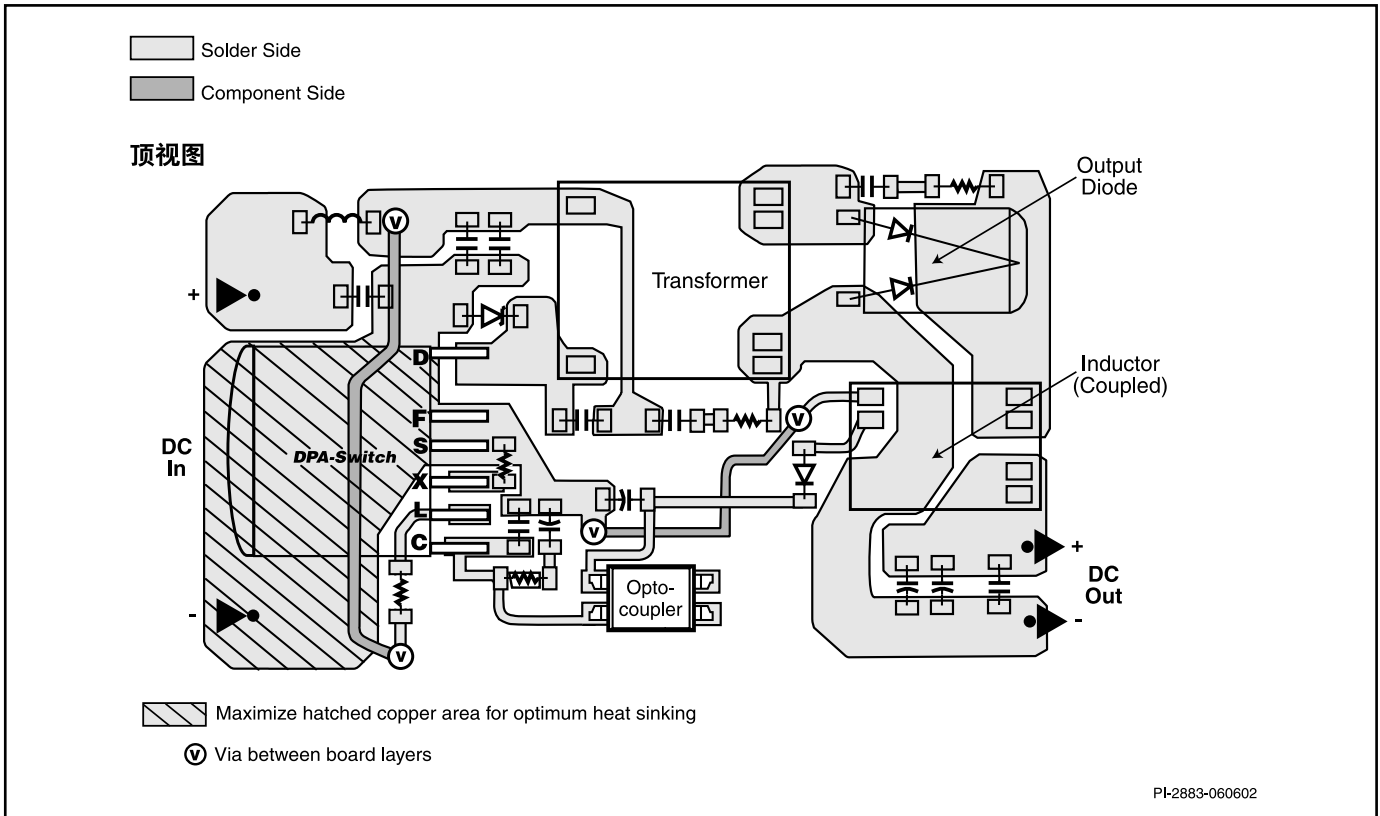 Solder Side
Component Side
顶视图
Output
Diode
V
Transformer
+
D
Inductor
(Coupled)
F
V
DC
In
DPA-Switch
S
X
L
V
C
+
DC
Out
Opto-
coupler
-
-
V
Maximize hatched copper area for optimum heat sinking
V Via between board layers
PI-2883-060602